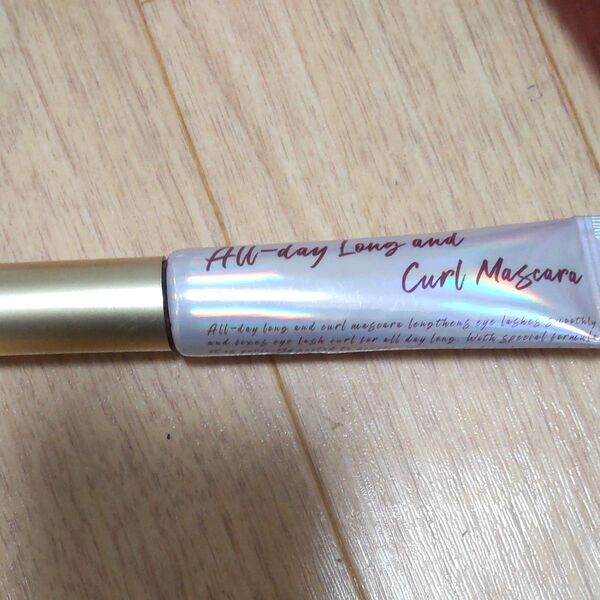 All-day Long and
Curl Mascara
All-day long and curl mascara lengthens eye lashes smoothly
and fixes eye lash curl for all day long. With special formula